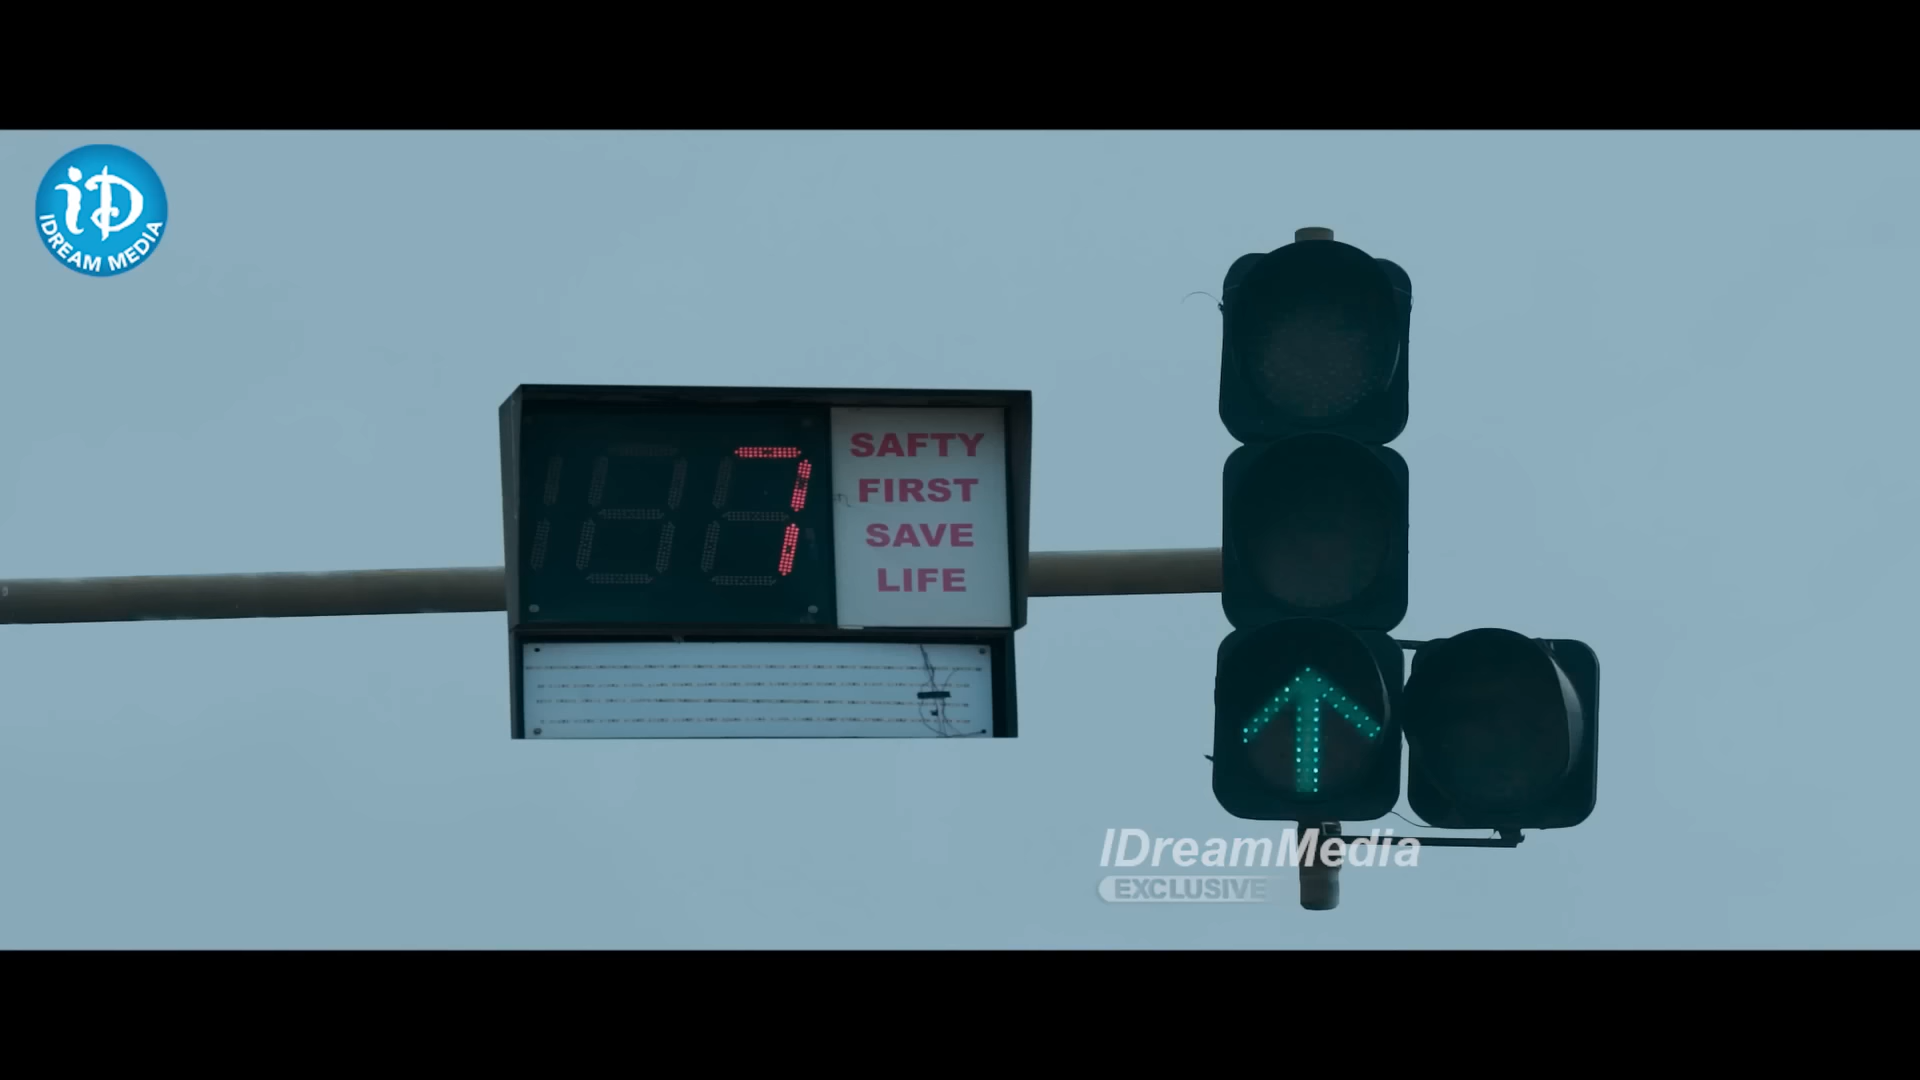 iD
IDREAM MEDIA
7
SAFTY
FIRST
SAVE
LIFE
IDreamMedia
EXCLUSIVE